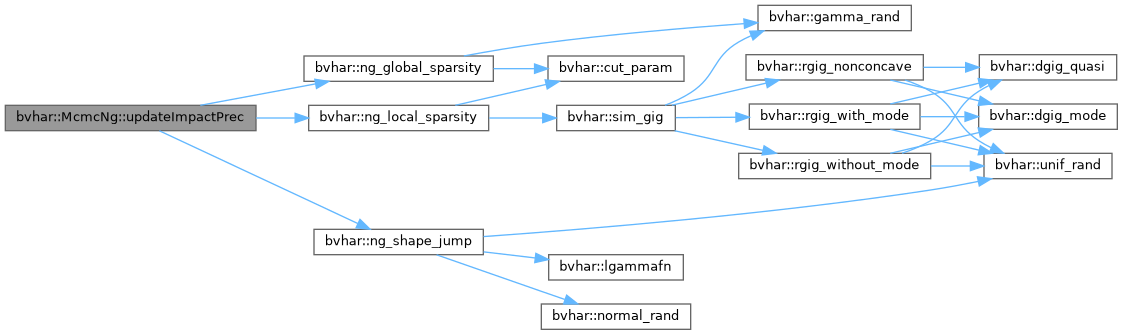 bvhar::McmcNg::updateImpactPrec
bvhar::ng_global_sparsity
bvhar::ng_local_sparsity
bvhar::ng_shape_jump
bvhar::cut_param
bvhar::sim_gig
bvhar::lgammafn
bvhar::normal_rand
bvhar::gamma_rand
bvhar::rgig_nonconcave
bvhar::rgig_with_mode
bvhar::rgig_without_mode
bvhar::dgig_quasi
bvhar::dgig_mode
bvhar::unif_rand